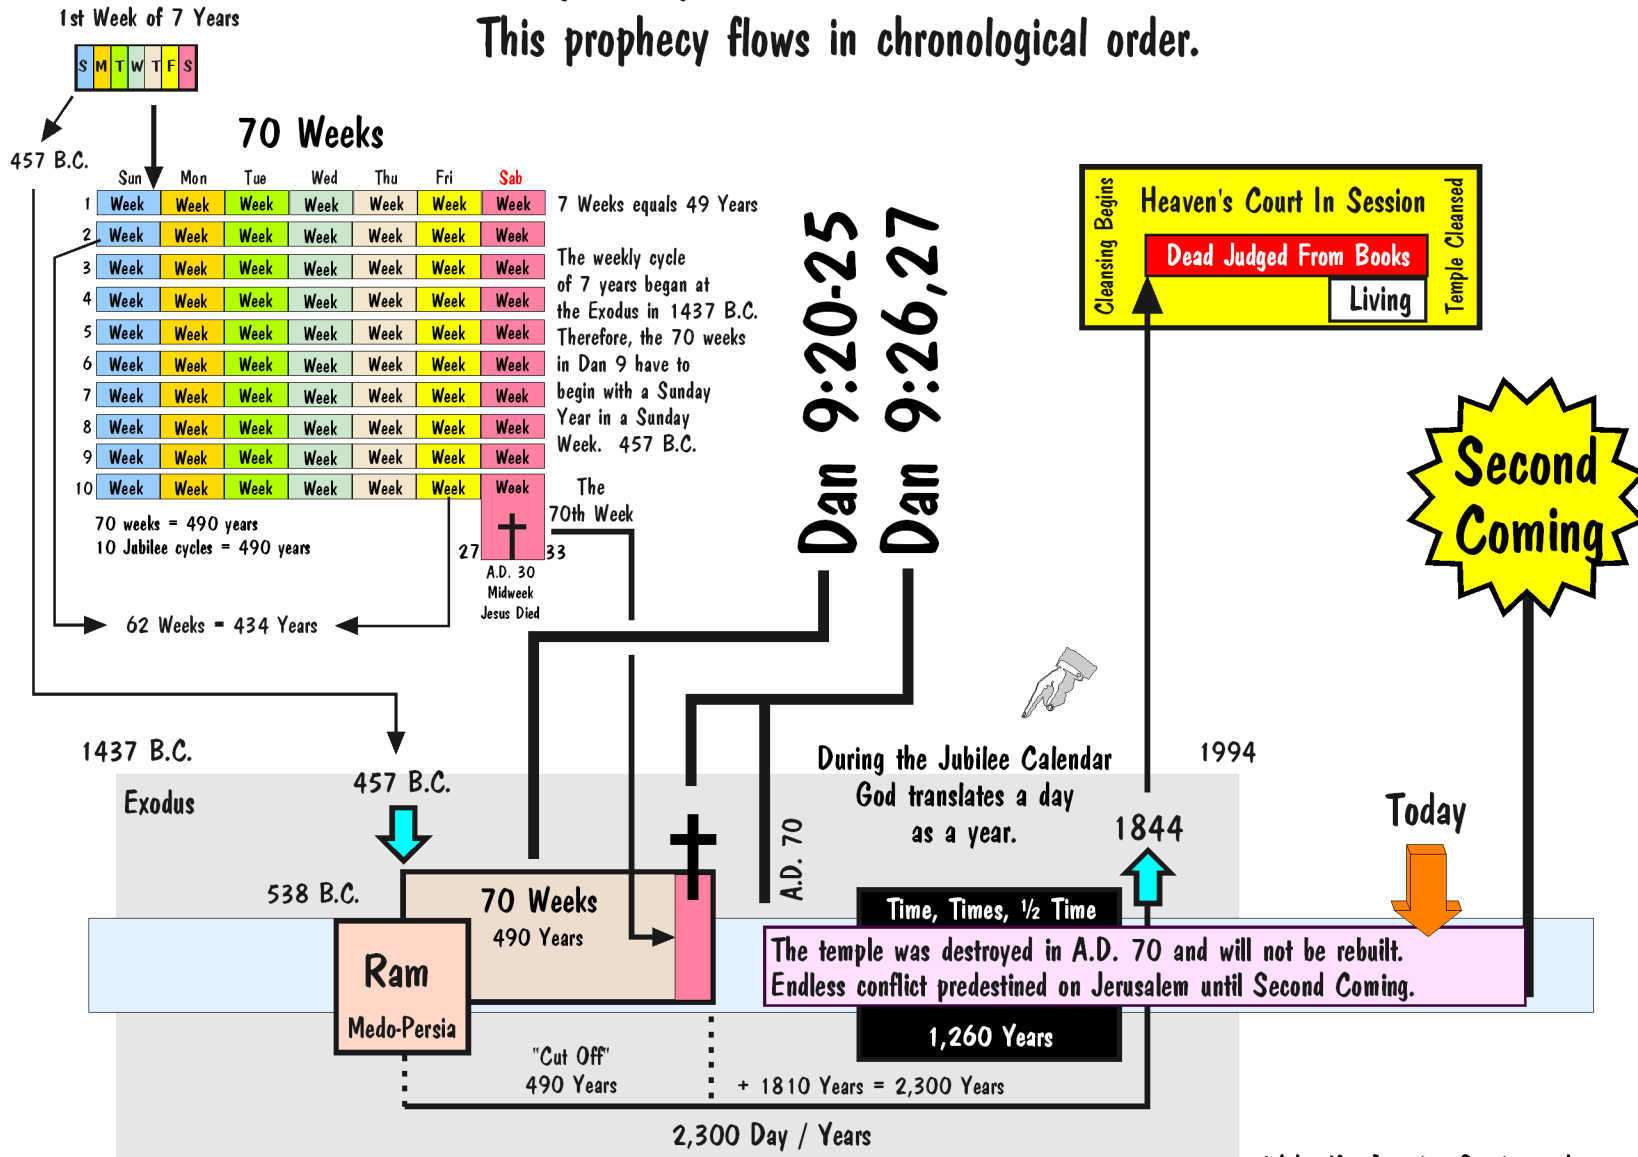 1st Week of 7 Years
This prophecy flows in chronological order.
S M T W T F S
457 B.C.
70 Weeks
Sun Mon Tue Wed Thu Fri Sab
1 Week Week Week Week Week Week Week
2 Week Week Week Week Week Week Week
3 Week Week Week Week Week Week Week
4 Week Week Week Week Week Week Week
5 Week Week Week Week Week Week Week
6 Week Week Week Week Week Week Week
7 Week Week Week Week Week Week Week
8 Week Week Week Week Week Week Week
9 Week Week Week Week Week Week Week
10 Week Week Week Week Week Week Week
7 Weeks equals 49 Years
The weekly cycle
of 7 years began at
the Exodus in 1437 B.C.
Therefore, the 70 weeks
in Dan 9 have to
begin with a Sunday
Year in a Sunday
Week. 457 B.C.
The
70th Week
70 weeks = 490 years
10 Jubilee cycles = 490 years
27
33
A.D. 30
Midweek
Jesus Died
62 Weeks = 434 Years
Dan 9:20-25
Dan 9:26,27
Cleansing Begins
Heaven's Court In Session
Dead Judged From Books
Living
Temple Cleansed
Second
Coming
1437 B.C.
Exodus
457 B.C.
538 B.C.
Ram
Medo-Persia
70 Weeks
490 Years
A.D. 70
During the Jubilee Calendar
God translates a day
as a year.
1994
1844
Today
Time, Times, ½ Time
The temple was destroyed in A.D. 70 and will not be rebuilt.
Endless conflict predestined on Jerusalem until Second Coming.
1,260 Years
"Cut Off"
490 Years
+ 1810 Years = 2,300 Years
2,300 Day / Years